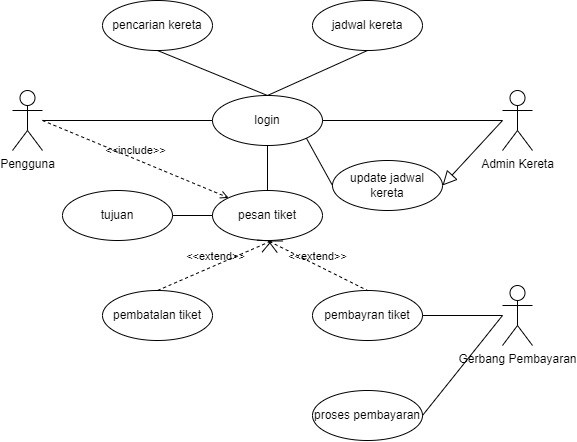 pencarian kereta
jadwal kereta
login
Pengguna
<<include>>
Admin Kereta
update jadwal
kereta
tujuan
pesan tiket
<<extend>>
<<extend>>
pembatalan tiket
pembayran tiket
Gerbang Pembayaran
proses pembayaran